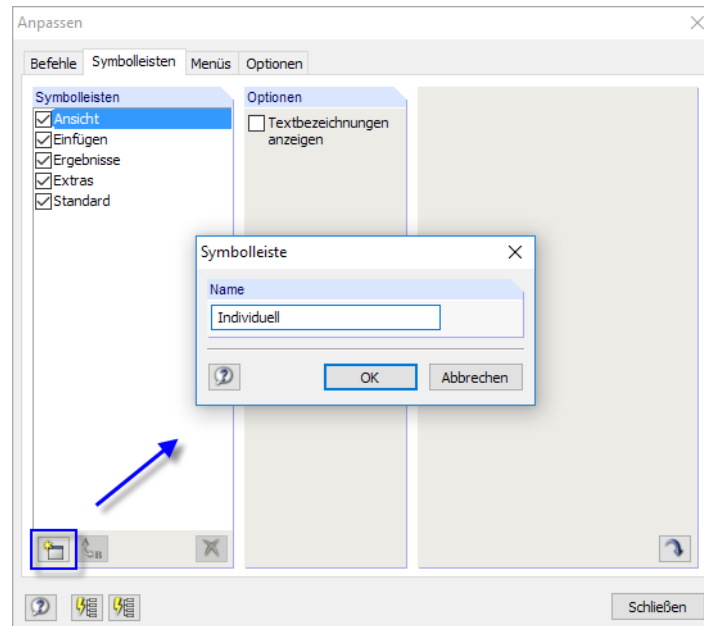 Anpassen
Befehle Symbolleisten Menüs Optionen
Symbolleisten
Ansicht
Einfügen
Ergebnisse
Extras
Standard
Optionen
Textbezeichnungen
anzeigen
Symbolleiste
Name
Individuell
OK Abbrechen
A
B
Schließen